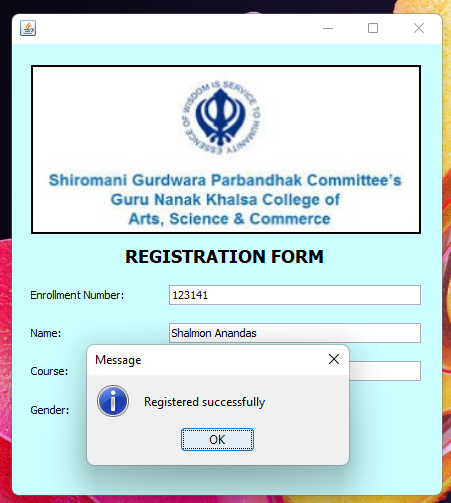 ESSENCE OF WISDOM IS SERVICE TO HUMANITY
Shiromani Gurdwara Parbandhak Committee's
Guru Nanak Khalsa College of
Arts, Science & Commerce
REGISTRATION FORM
Enrollment Number: 123141
Name: Shalmon Anandas
Course:
Gender:
Message
Registered successfully
OK